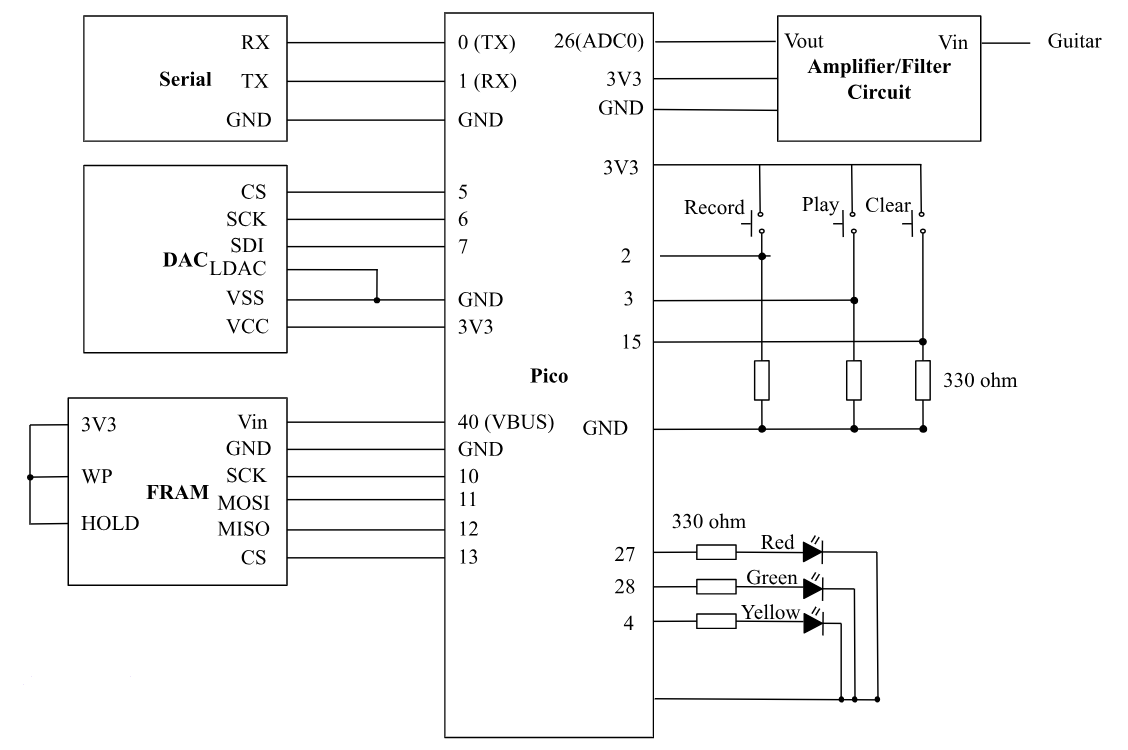 RX
Serial
TX
GND
0 (TX)
1 (RX)
GND
26(ADC0)
3V3
GND
Vout
Vin
Amplifier/Filter
Circuit
Guitar
CS
SCK
SDI
DAC
LDAC
VSS
VCC
5
6
7
GND
3V3
3V3
Record
Play
Clear
2
3
15
330 ohm
GND
Pico
3V3
WP
HOLD
FRAM
Vin
GND
SCK
MOSI
MISO
CS
40 (VBUS)
GND
10
11
12
13
330 ohm
27
Red
28
Green
4
Yellow